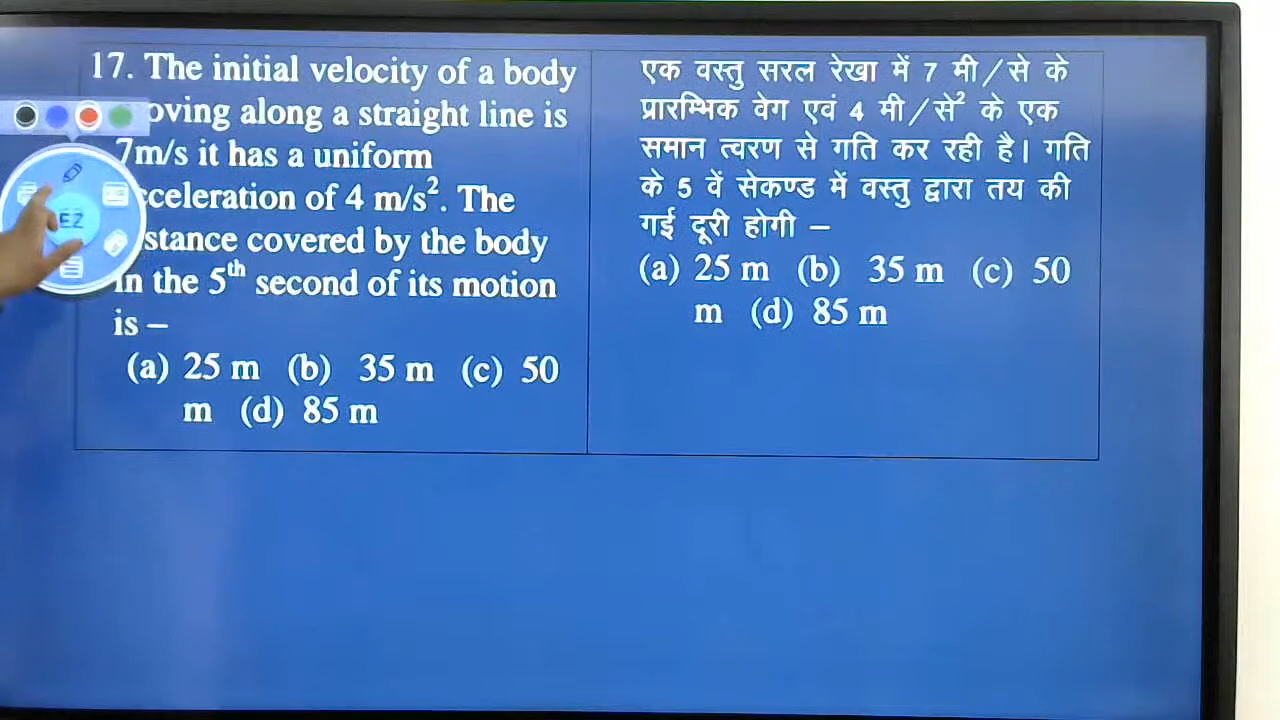 17. The initial velocity of a body
oving along a straight line is
7m/s it has a uniform
cceleration of 4 m/s². The
stance covered by the body
in the 5th second of its motion
is –
(a) 25 m (b) 35 m (c) 50
m (d) 85 m
एक वस्तु सरल रेखा में 7 मी/से के
प्रारम्भिक वेग एवं 4 मी/से² के एक
समान त्वरण से गति कर रही है। गति
के 5 वें सेकण्ड में वस्तु द्वारा तय की
गई दूरी होगी –
(a) 25 m (b) 35 m (c) 50
m (d) 85 m
EZ